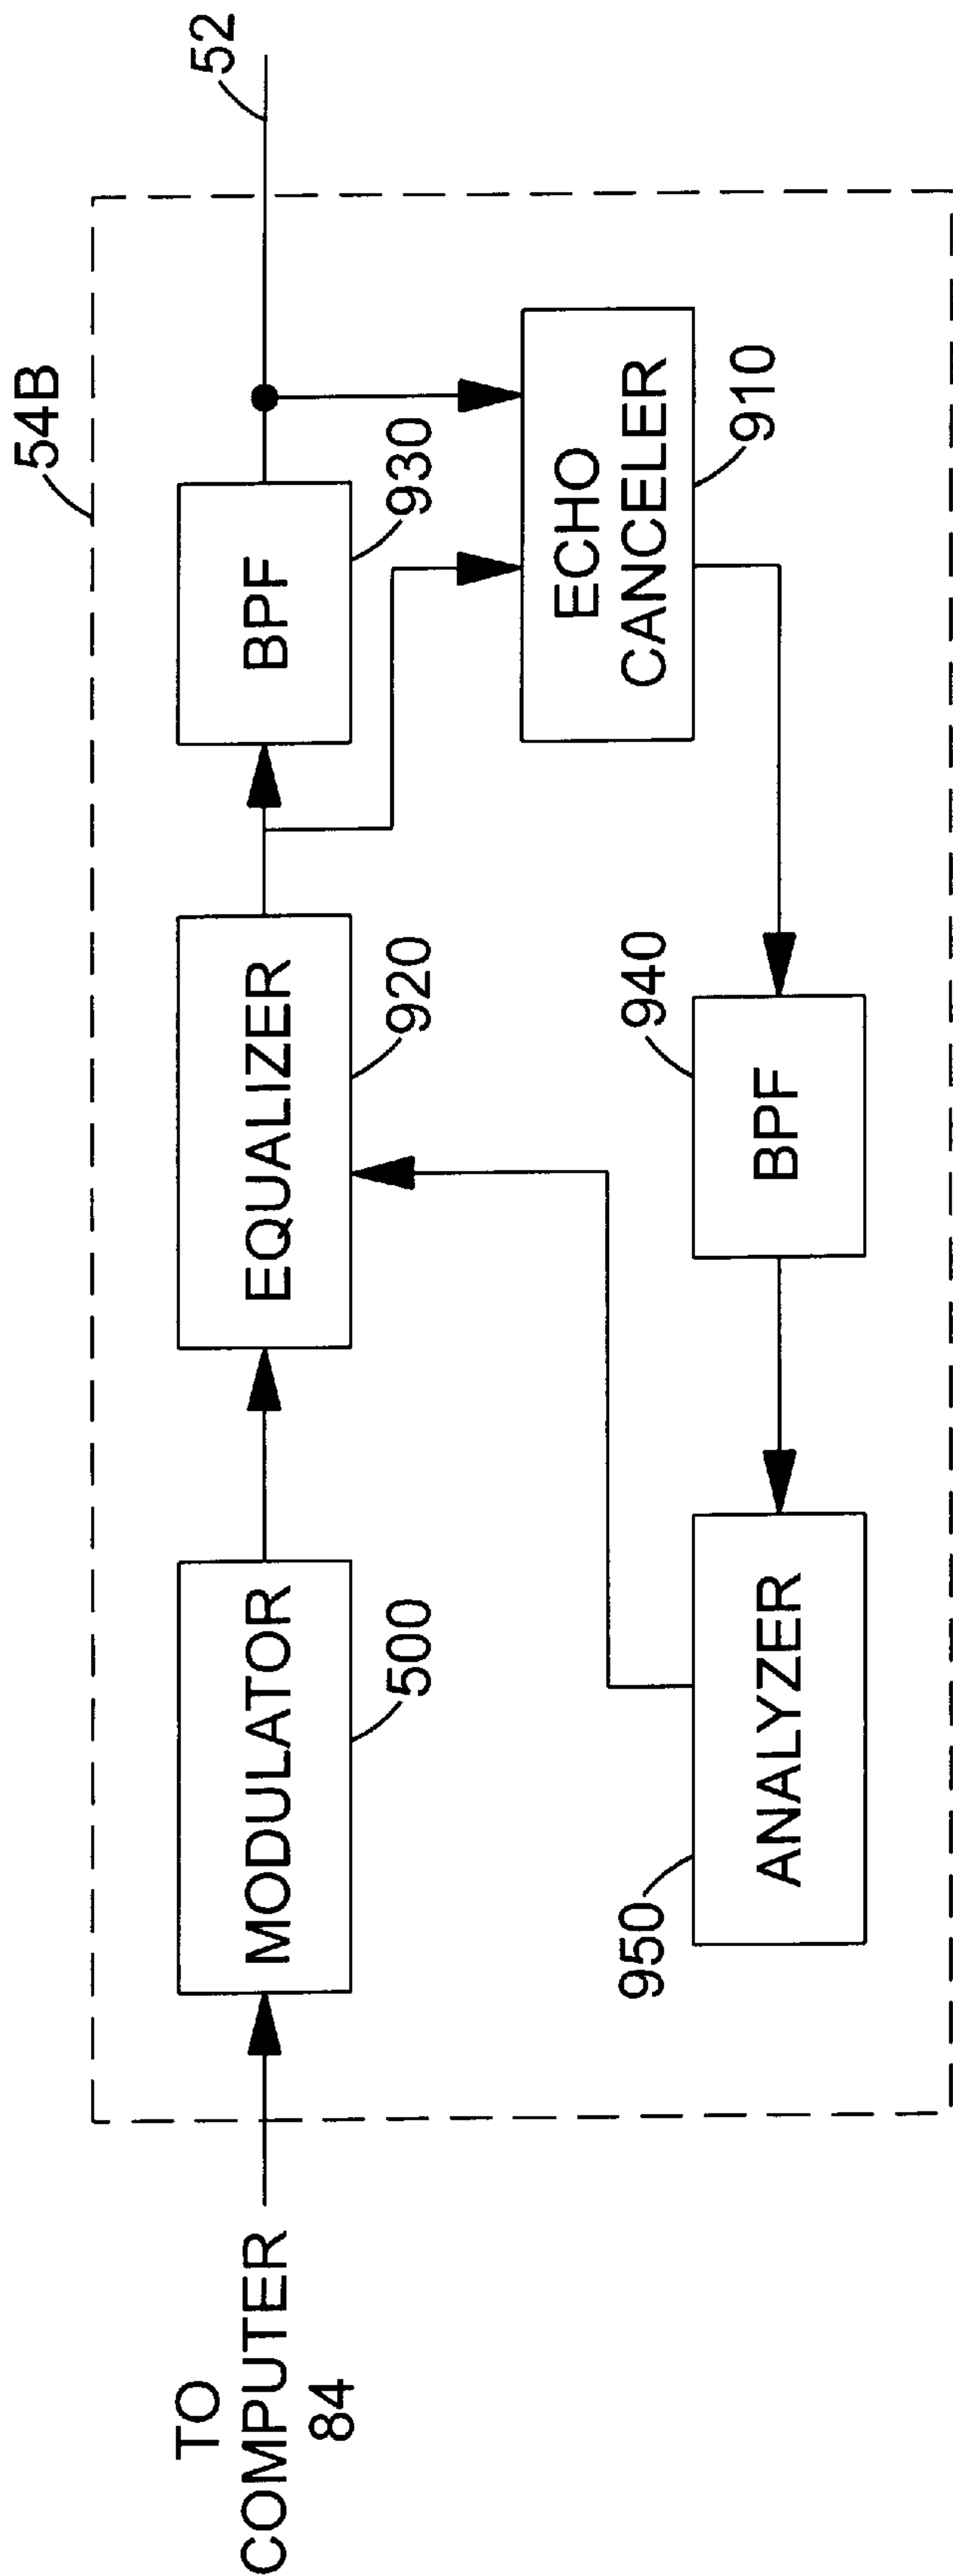 54B
52
TO
COMPUTER
84
MODULATOR
500
EQUALIZER
920
BPF
930
950
ANALYZER
940
BPF
ECHO
CANCELER
910